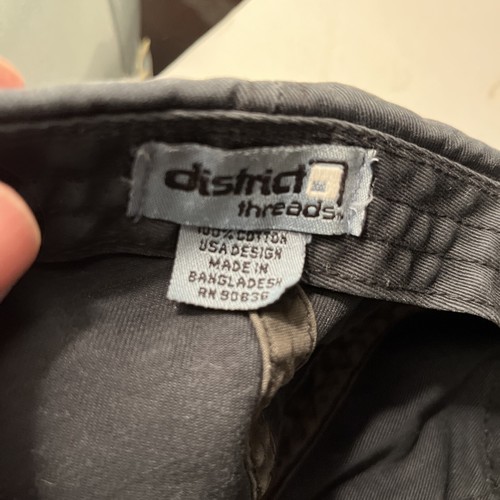 district
threads
100% COTTON
USA DESIGN
MADE IN
BANGLADESH
RN 90836